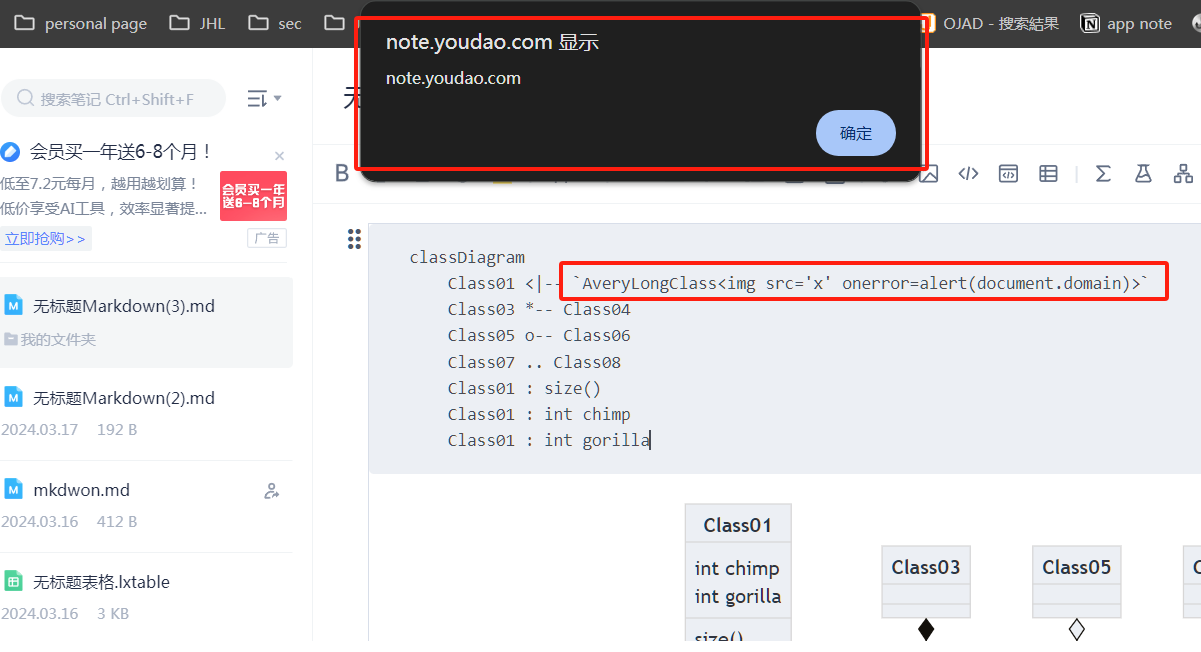 personal page JHL sec
OJAD - 搜索結果 app note
note.youdao.com 显示
note.youdao.com
确定
搜索笔记 Ctrl+Shift+F
会员买一年送6-8个月！
低至7.2元每月，越用越划算！
低价享受AI工具，效率显著提...
立即抢购>>
会员买一年
送6-8个月
广告
无标题Markdown(3).md
我的文件夹
无标题Markdown(2).md
2024.03.17 192 B
mkdwon.md
2024.03.16 412 B
无标题表格.lxtable
2024.03.16 3 KB
无
B
classDiagram
Class01 <|-- `AveryLongClass<img src='x' onerror=alert(document.domain)>`
Class03 *-- Class04
Class05 o-- Class06
Class07 .. Class08
Class01 : size()
Class01 : int chimp
Class01 : int gorilla
Class01
int chimp
int gorilla
size()
Class03
Class05
C